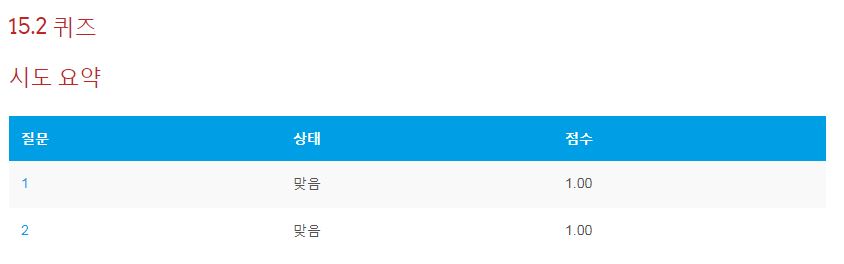 15.2 퀴즈
시도 요약
질문 상태 점수
1 맞음 1.00
2 맞음 1.00